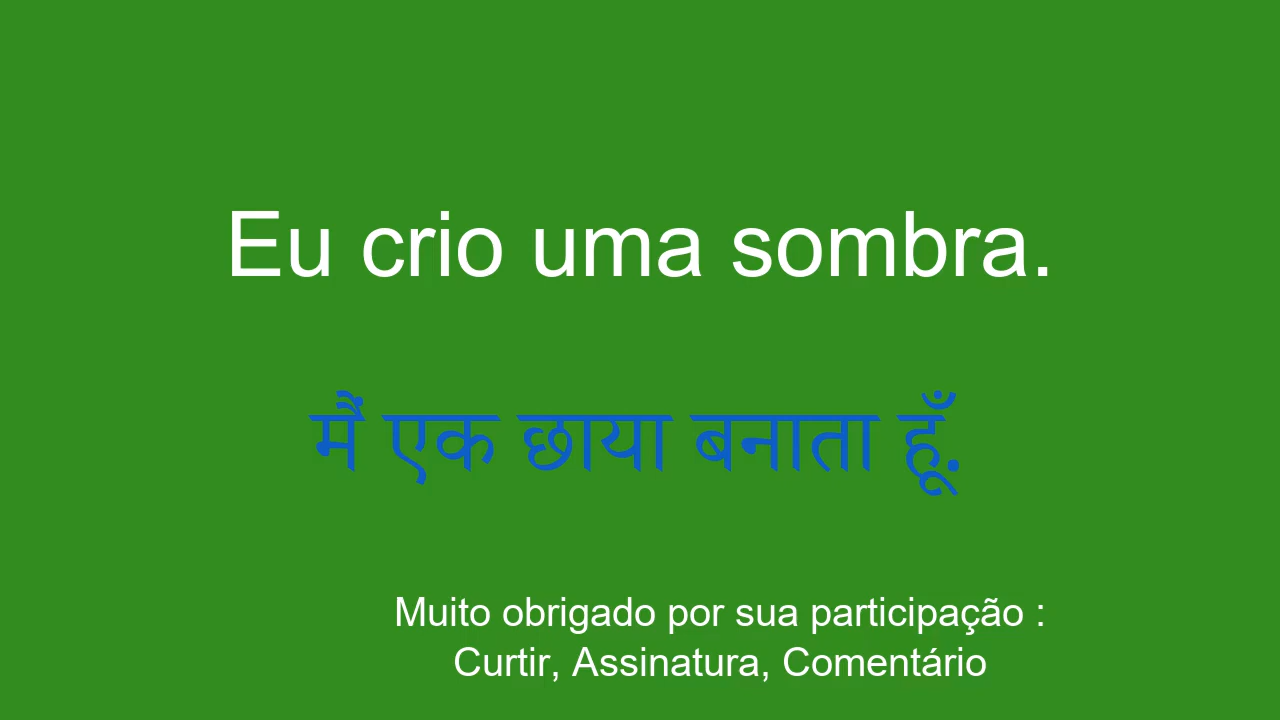 Eu crio uma sombra.
मैं एक छाया बनाता हूँ.
Muito obrigado por sua participação :
Curtir, Assinatura, Comentário